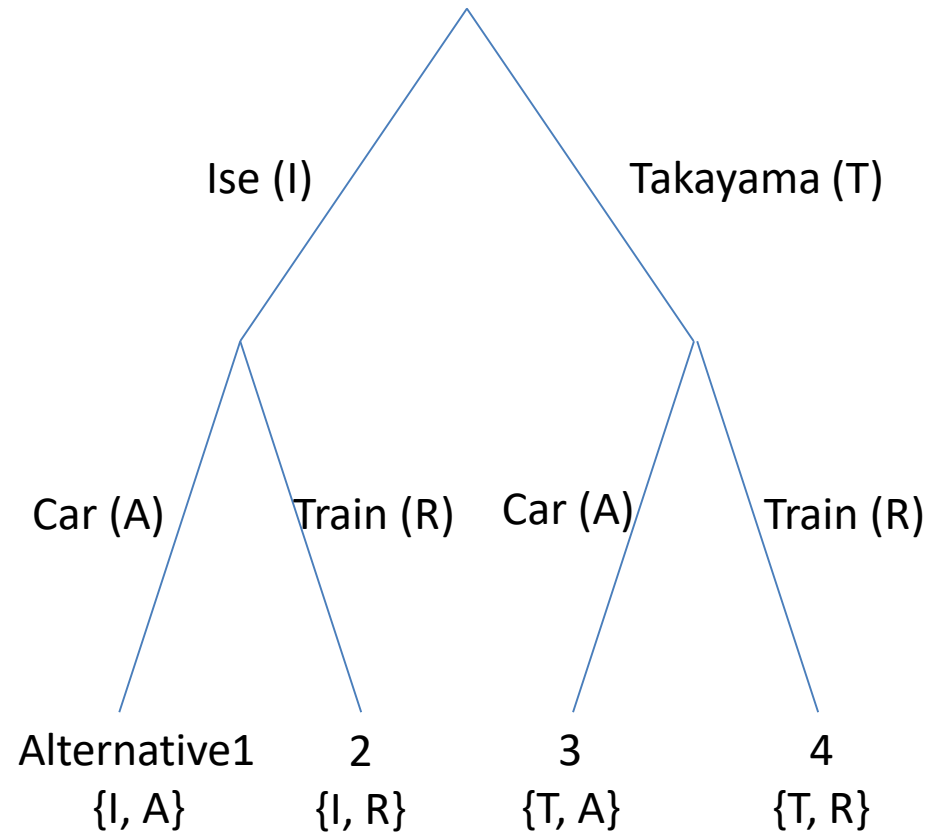 Ise (I)
Takayama (T)
Car (A)
Train (R)
Car (A)
Train (R)
Alternative1
2
3
4
{I, A}
{I, R}
{T, A}
{T, R}